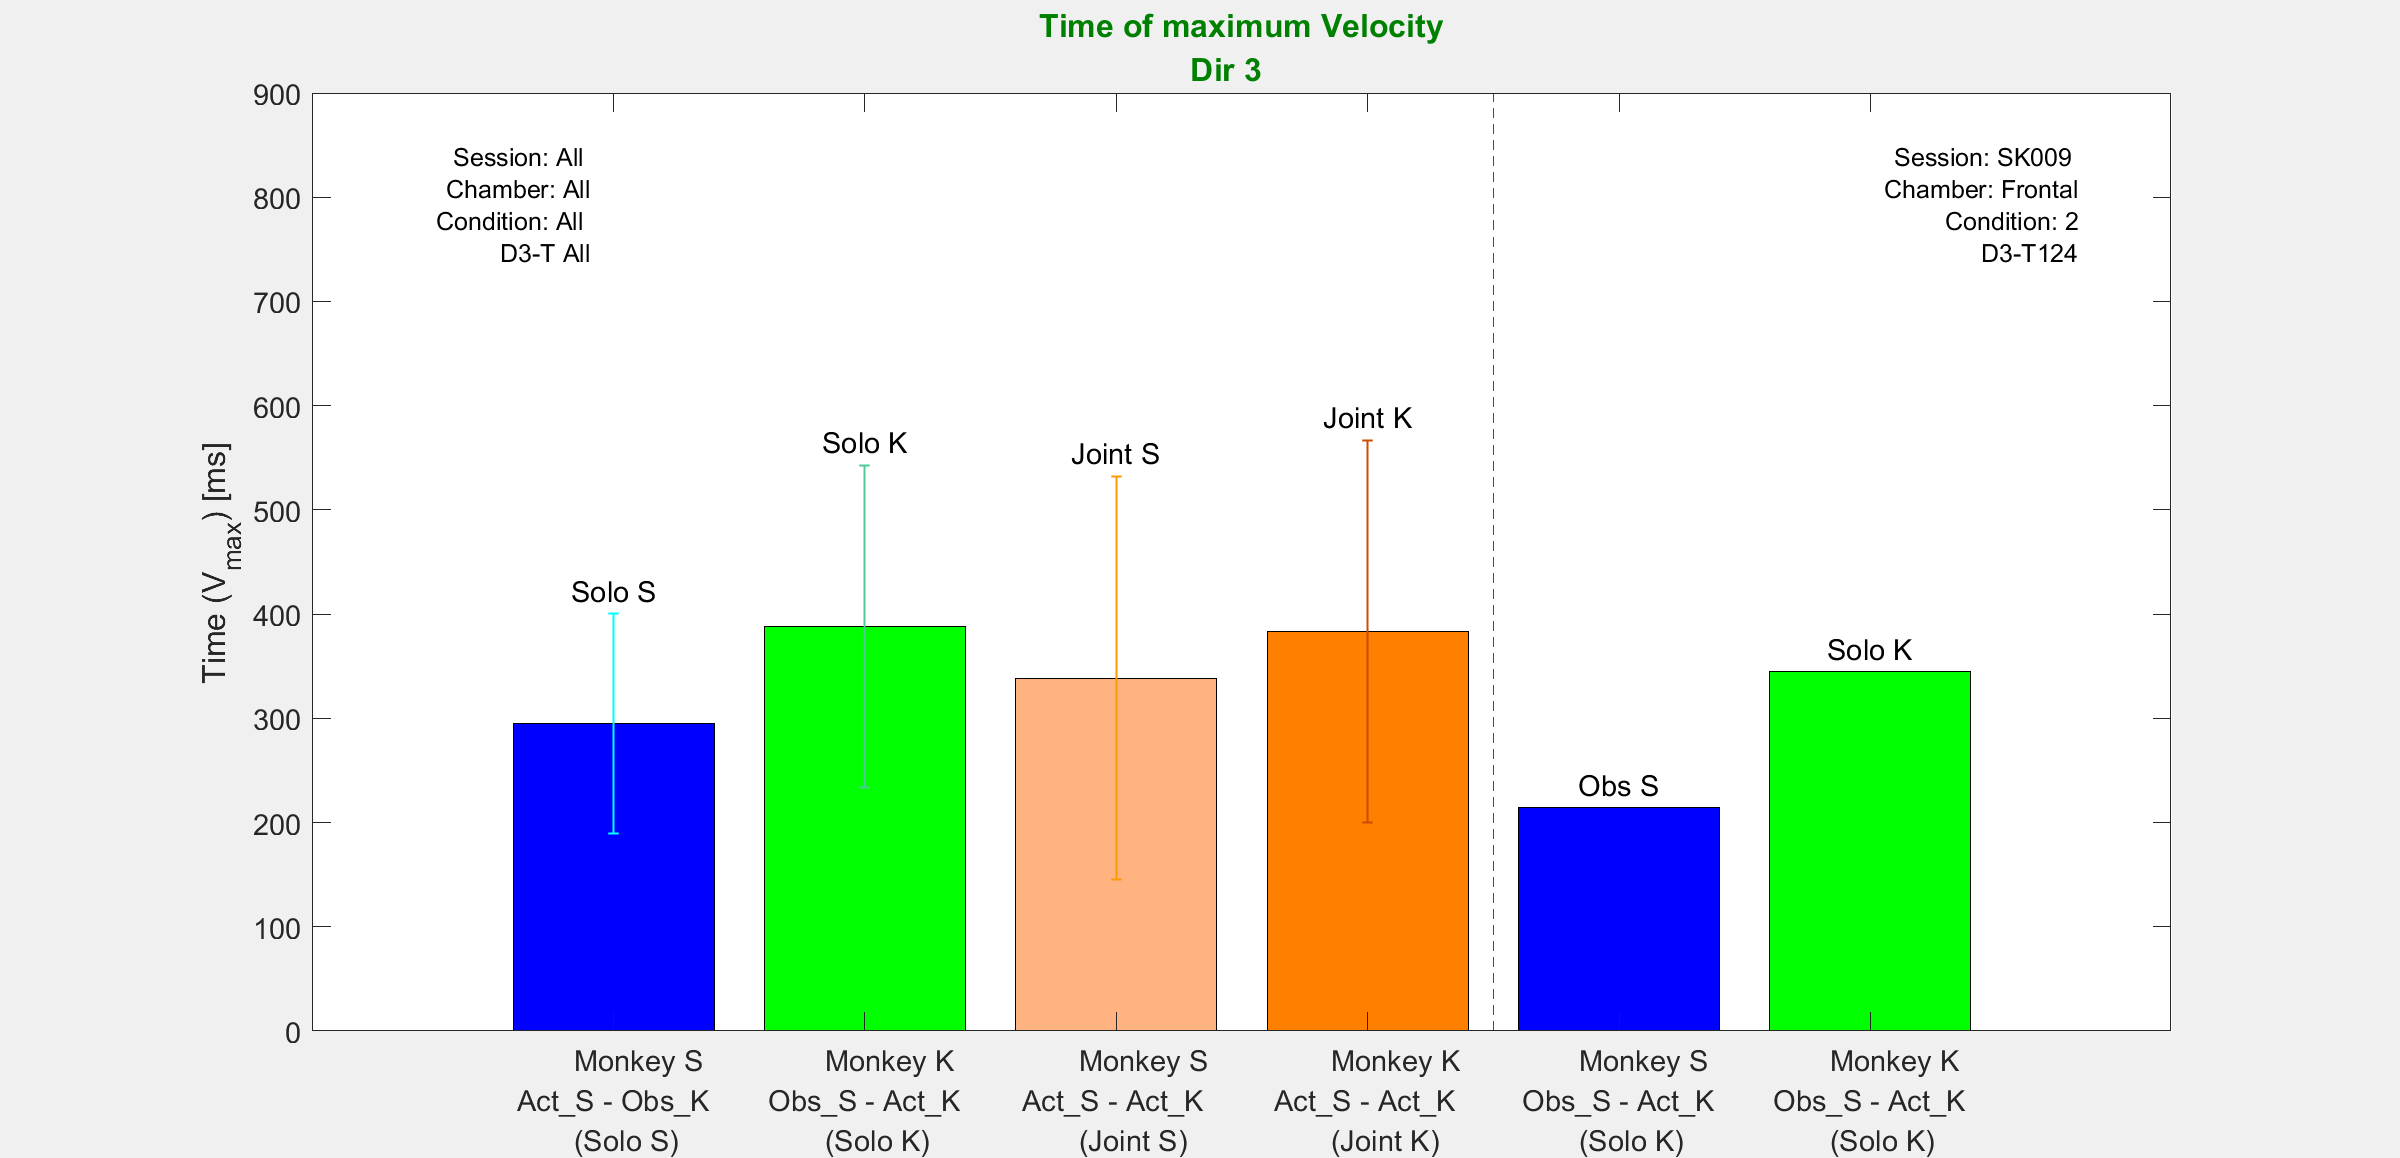 Time of maximum Velocity
Dir 3
Time (Vmax) [ms]
900
800
700
600
500
400
300
200
100
0
Session: All
Chamber: All
Condition: All
D3-T All
Session: SK009
Chamber: Frontal
Condition: 2
D3-T124
Solo S
Solo K
Joint S
Joint K
Obs S
Solo K
Monkey S
Act_S - Obs_K
(Solo S)
Monkey K
Obs_S - Act_K
(Solo K)
Monkey S
Act_S - Act_K
(Joint S)
Monkey K
Act_S - Act_K
(Joint K)
Monkey S
Obs_S - Act_K
(Solo K)
Monkey K
Obs_S - Act_K
(Solo K)